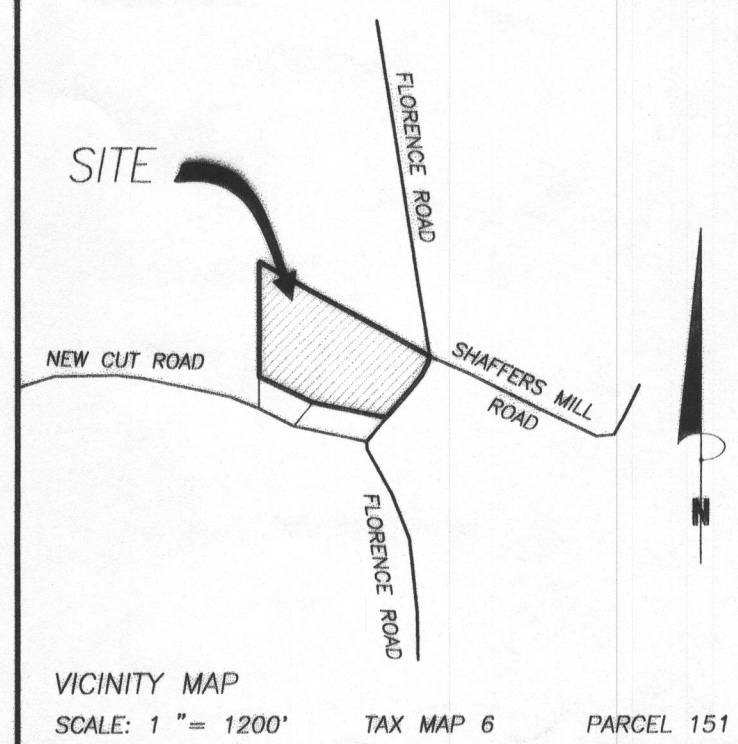 FLORENCE ROAD
SITE
NEW CUT ROAD
SHAFFERS MILL
ROAD
N
FLORENCE ROAD
VICINITY MAP
SCALE: 1 "= 1200' TAX MAP 6 PARCEL 151